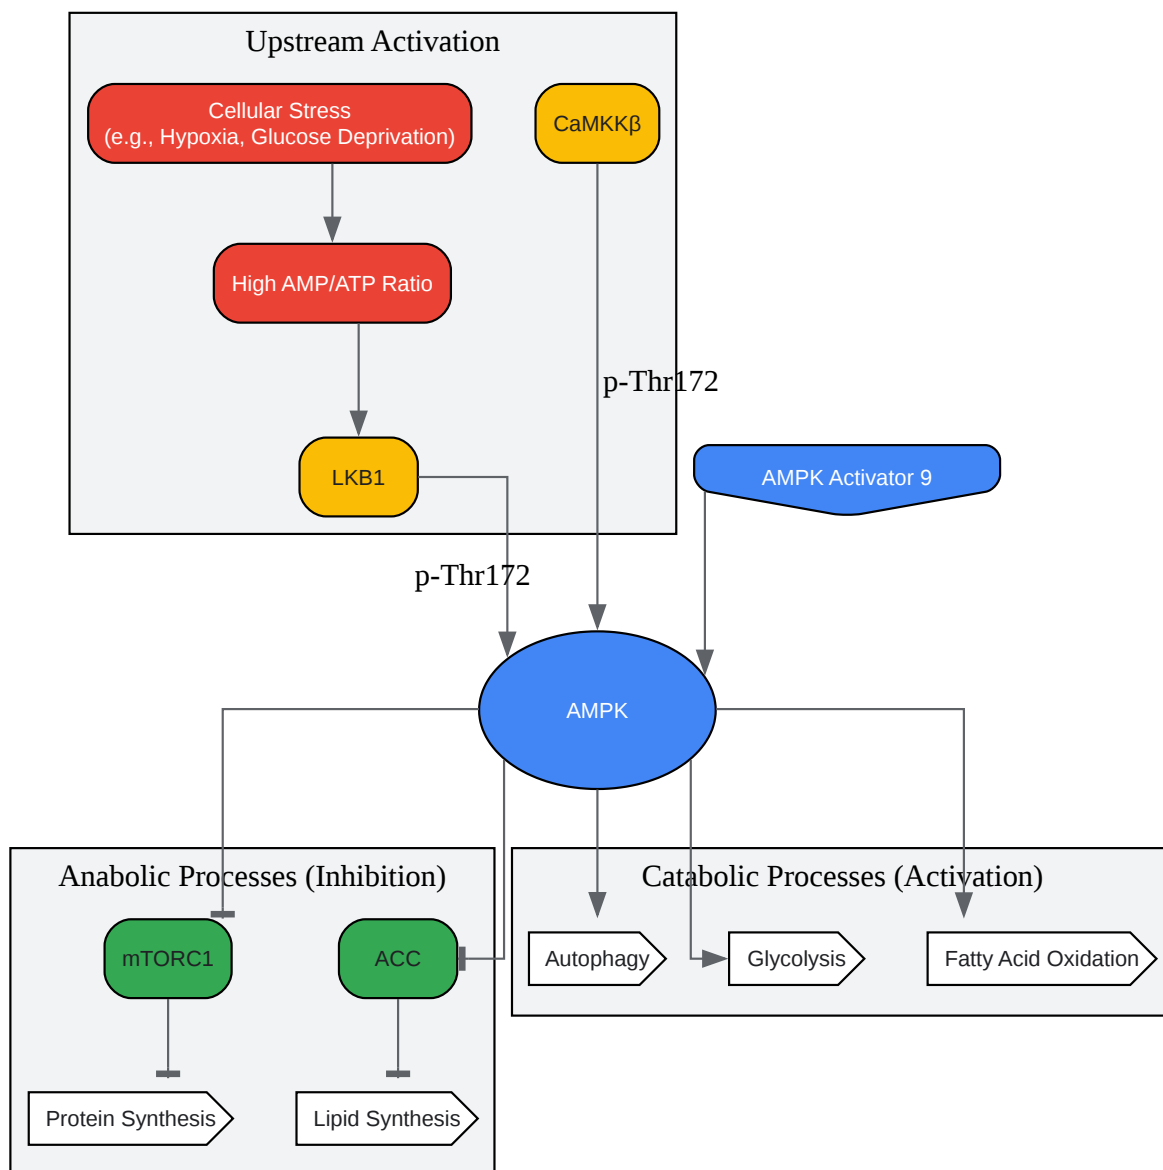 Upstream Activation
Cellular Stress
(e.g., Hypoxia, Glucose Deprivation)
CaMKKβ
High AMP/ATP Ratio
p-Thr172
LKB1
AMPK Activator 9
p-Thr172
AMPK
Anabolic Processes (Inhibition)
Catabolic Processes (Activation)
mTORC1
ACC
Autophagy
Glycolysis
Fatty Acid Oxidation
Protein Synthesis
Lipid Synthesis